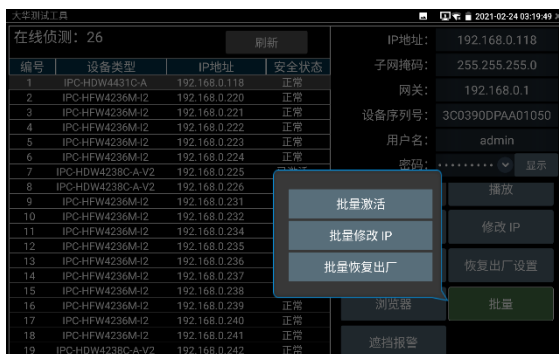 大华测试工具 2021-02-24 03:19:49
在线侦测：26 刷新
编号 设备类型 IP地址 安全状态
1 IPC-HDW4431C-A 192.168.0.118 正常
2 IPC-HFW4236M-I2 192.168.0.220 正常
3 IPC-HFW4236M-I2 192.168.0.221 正常
4 IPC-HFW4236M-I2 192.168.0.222 正常
5 IPC-HFW4236M-I2 192.168.0.223 正常
6 IPC-HFW4236M-I2 192.168.0.224 正常
7 IPC-HDW4238C-A-V2 192.168.0.225
8 IPC-HDW4238C-A-V2 192.168.0.226
9 IPC-HFW4236M-I2 192.168.0.231
10 IPC-HFW4236M-I2 192.168.0.232
11 IPC-HFW4236M-I2 192.168.0.234
12 IPC-HFW4236M-I2 192.168.0.235
13 IPC-HFW4236M-I2 192.168.0.236
14 IPC-HFW4236M-I2 192.168.0.237
15 IPC-HFW4236M-I2 192.168.0.238
16 IPC-HFW4236M-I2 192.168.0.239 正常
17 IPC-HFW4236M-I2 192.168.0.240 正常
18 IPC-HFW4236M-I2 192.168.0.241 正常
19 IPC-HDW4238C-A-V2 192.168.0.242 正常
IP地址： 192.168.0.118
子网掩码： 255.255.255.0
网关： 192.168.0.1
设备序列号： 3C0390DPAA01050
用户名： admin
密码： 显示
播放
修改 IP
恢复出厂设置
浏览器 批量
遮挡报警
批量激活
批量修改 IP
批量恢复出厂